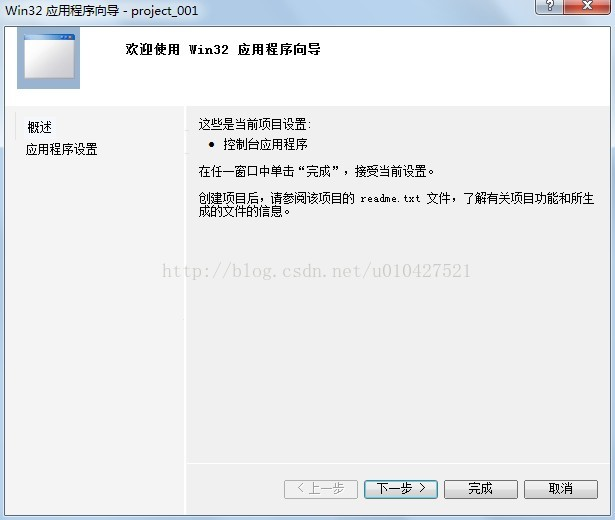 Win32 应用程序向导 - project_001
?
欢迎使用 Win32 应用程序向导
概述
应用程序设置
这些是当前项目设置:
• 控制台应用程序
在任一窗口中单击“完成”，接受当前设置。
创建项目后，请参阅该项目的 readme.txt 文件，了解有关项目功能和所生
成的文件的信息。
http://blog.csdn.net/u010427521
< 上一步
下一步 >
完成
取消